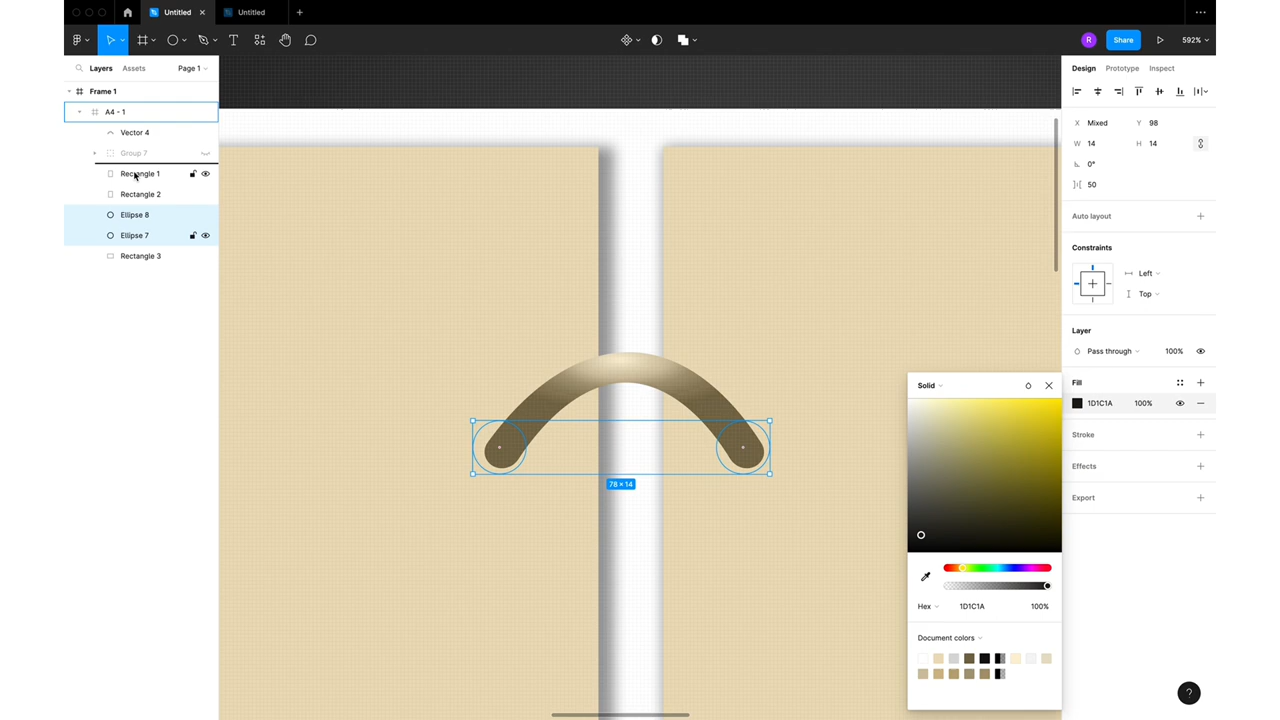 Untitled
Untitled
R
Share
592%
Layers
Assets
Page 1
Frame 1
A4 - 1
Vector 4
Group 7
Rectangle 1
Rectangle 2
Ellipse 8
Ellipse 7
Rectangle 3
78 × 14
Design
Prototype
Inspect
X Mixed Y 98
W 14 H 14
0°
50
Auto layout
Constraints
Left
Top
Layer
Pass through 100%
Fill
1D1C1A 100%
Stroke
Effects
Export
Solid
Hex 1D1C1A 100%
Document colors
?